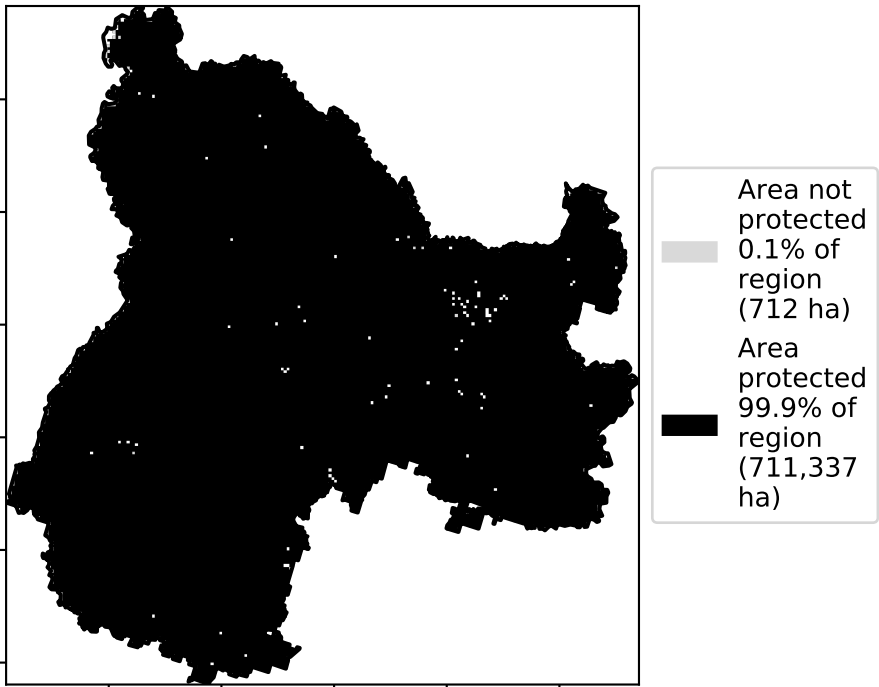 Area not
protected
0.1% of
region
(712 ha)
Area
protected
99.9% of
region
(711,337
ha)